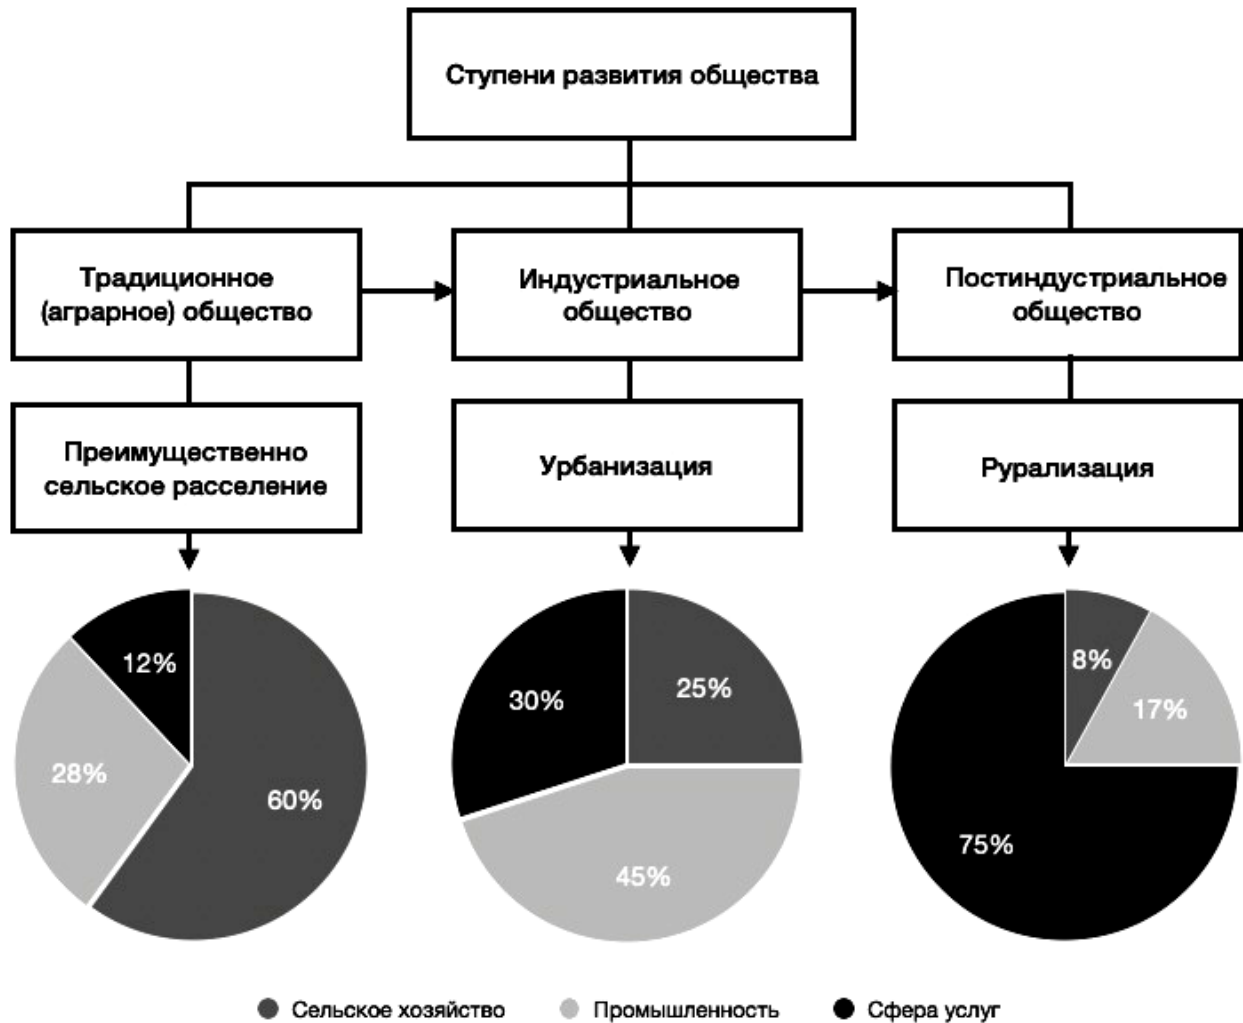 Ступени развития общества
Традиционное
(аграрное) общество
Индустриальное
общество
Постиндустриальное
общество
Преимущественно
сельское расселение
Урбанизация
Рурализация
12%
28%
60%
30%
25%
45%
8%
17%
75%
Сельское хозяйство
Промышленность
Сфера услуг